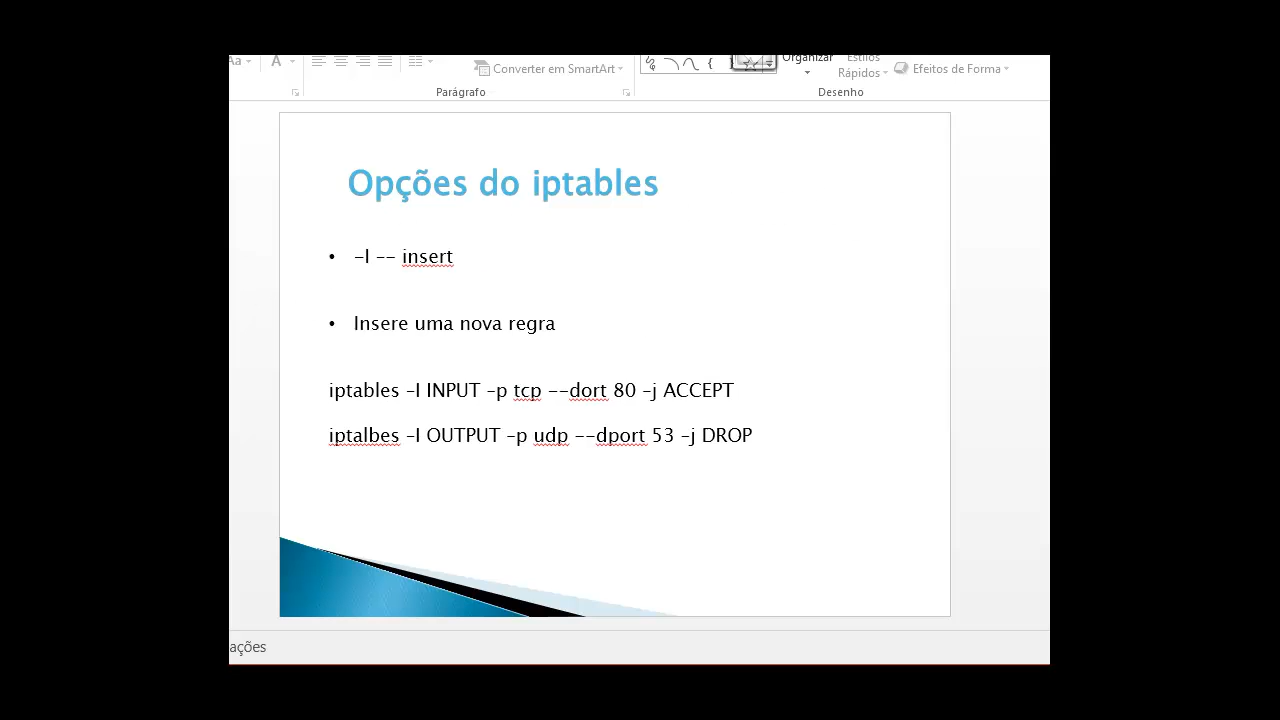 Aa A Organizar Estilos
Converter em SmartArt Rápidos Efeitos de Forma
Parágrafo Desenho
Opções do iptables
• -I -- insert
• Insere uma nova regra
iptables -I INPUT -p tcp --dort 80 -j ACCEPT
iptalbes -I OUTPUT -p udp --dport 53 -j DROP
ações